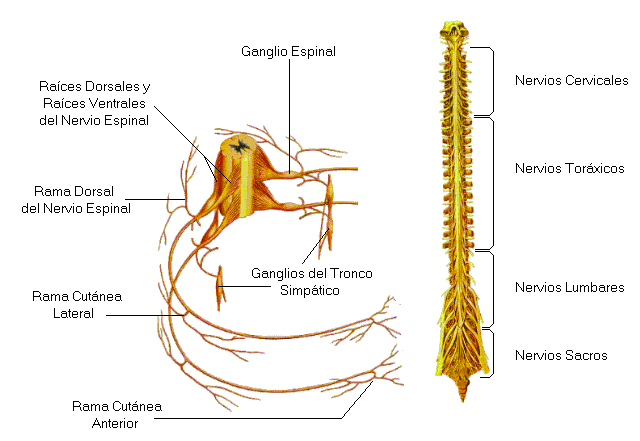 Ganglio Espinal
Raíces Dorsales y
Raíces Ventrales
del Nervio Espinal
Rama Dorsal
del Nervio Espinal
Ganglios del Tronco
Simpático
Rama Cutánea
Lateral
Rama Cutánea
Anterior
Nervios Cervicales
Nervios Toráxicos
Nervios Lumbares
Nervios Sacros